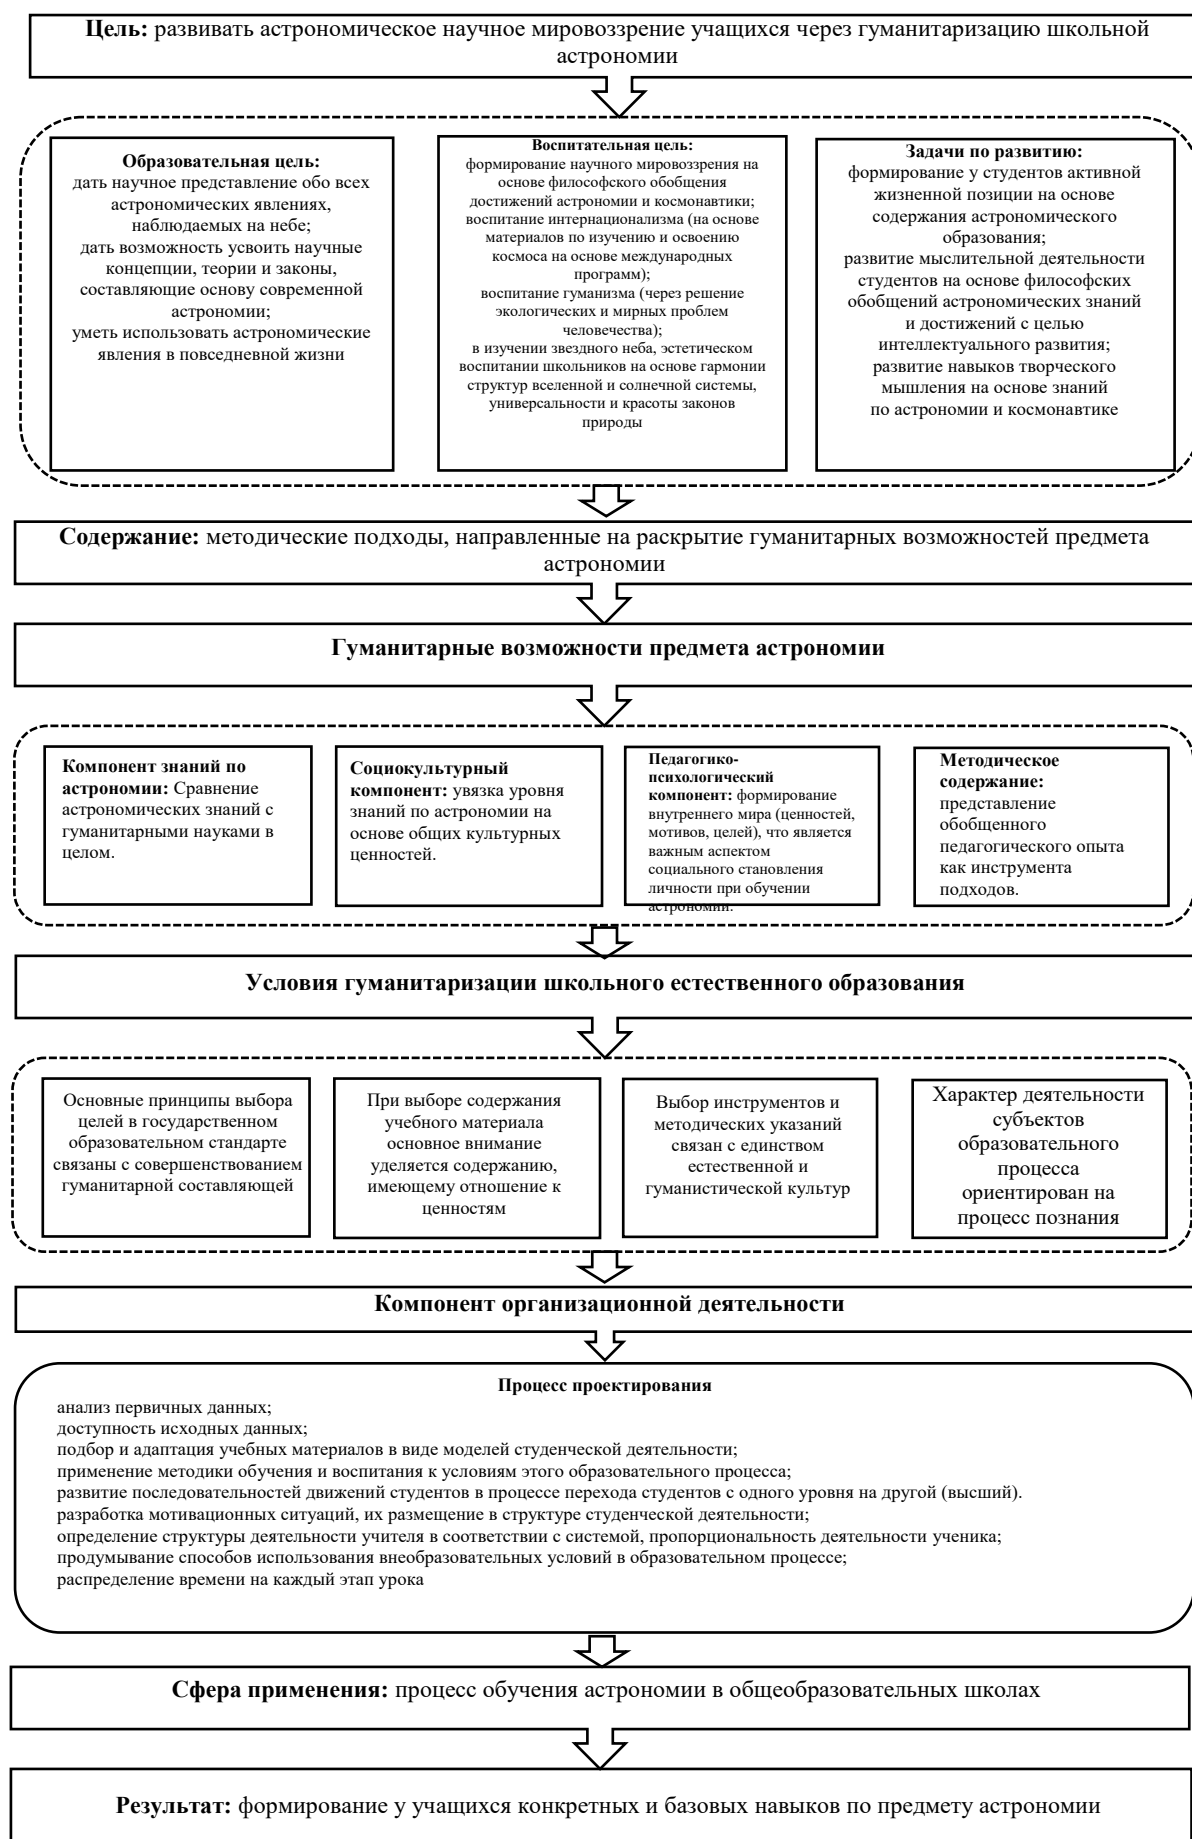 Цель: развивать астрономическое научное мировоззрение учащихся через гуманитаризацию школьной
астрономии
Образовательная цель:
дать научное представление обо всех
астрономических явлениях,
наблюдаемых на небе;
дать возможность усвоить научные
концепции, теории и законы,
составляющие основу современной
астрономии;
уметь использовать астрономические
явления в повседневной жизни
Воспитательная цель:
формирование научного мировоззрения на
основе философского обобщения
достижений астрономии и космонавтики;
воспитание интернационализма (на основе
материалов по изучению и освоению
космоса на основе международных
программ);
воспитание гуманизма (через решение
экологических и мирных проблем
человечества);
в изучении звездного неба, эстетическом
воспитании школьников на основе гармонии
структур вселенной и солнечной системы,
универсальности и красоты законов
природы
Задачи по развитию:
формирование у студентов активной
жизненной позиции на основе
содержания астрономического
образования;
развитие мыслительной деятельности
студентов на основе философских
обобщений астрономических знаний
и достижений с целью
интеллектуального развития;
развитие навыков творческого
мышления на основе знаний
по астрономии и космонавтике
Содержание: методические подходы, направленные на раскрытие гуманитарных возможностей предмета
астрономии
Гуманитарные возможности предмета астрономии
Компонент знаний по
астрономии: Сравнение
астрономических знаний с
гуманитарными науками в
целом.
Социокультурный
компонент: увязка уровня
знаний по астрономии на
основе общих культурных
ценностей.
Педагогико-
психологический
компонент: формирование
внутреннего мира (ценностей,
мотивов, целей), что является
важным аспектом
социального становления
личности при обучении
астрономии.
Методическое
содержание:
представление
обобщенного
педагогического опыта
как инструмента
подходов.
Условия гуманитаризации школьного естественного образования
Основные принципы выбора
целей в государственном
образовательном стандарте
связаны с совершенствованием
гуманитарной составляющей
При выборе содержания
учебного материала
основное внимание
уделяется содержанию,
имеющему отношение к
ценностям
Выбор инструментов и
методических указаний
связан с единством
естественной и
гуманистической культур
Характер деятельности
субъектов
образовательного
процесса
ориентирован на
процесс познания
Компонент организационной деятельности
Процесс проектирования
анализ первичных данных;
доступность исходных данных;
подбор и адаптация учебных материалов в виде моделей студенческой деятельности;
применение методики обучения и воспитания к условиям этого образовательного процесса;
развитие последовательностей движений студентов в процессе перехода студентов с одного уровня на другой (высший).
разработка мотивационных ситуаций, их размещение в структуре студенческой деятельности;
определение структуры деятельности учителя в соответствии с системой, пропорциональность деятельности ученика;
продумывание способов использования внеобразовательных условий в образовательном процессе;
распределение времени на каждый этап урока
Сфера применения: процесс обучения астрономии в общеобразовательных школах
Результат: формирование у учащихся конкретных и базовых навыков по предмету астрономии